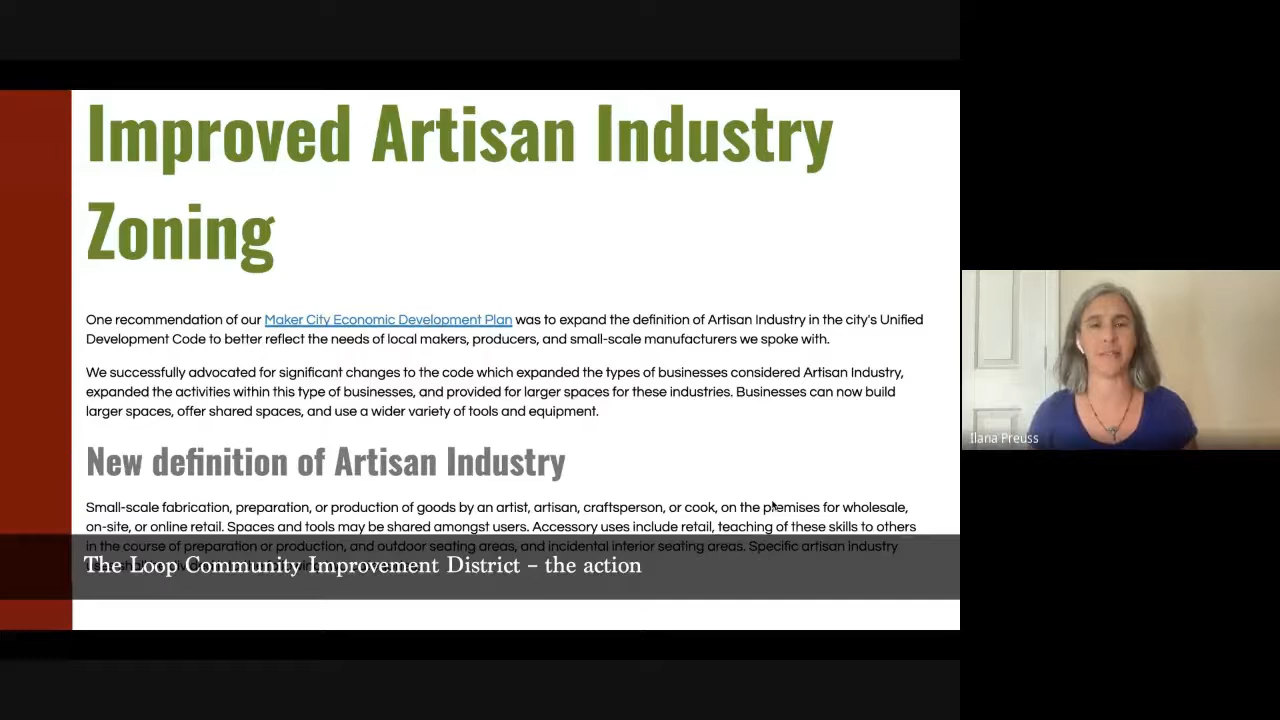 Improved Artisan Industry
Zoning
One recommendation of our Maker City Economic Development Plan was to expand the definition of Artisan Industry in the city's Unified
Development Code to better reflect the needs of local makers, producers, and small-scale manufacturers we spoke with.
We successfully advocated for significant changes to the code which expanded the types of businesses considered Artisan Industry,
expanded the activities within this type of businesses, and provided for larger spaces for these industries. Businesses can now build
larger spaces, offer shared spaces, and use a wider variety of tools and equipment.
New definition of Artisan Industry
Small-scale fabrication, preparation, or production of goods by an artist, artisan, craftsperson, or cook, on the premises for wholesale,
on-site, or online retail. Spaces and tools may be shared amongst users. Accessory uses include retail, teaching of these skills to others
in the course of preparation or production, and outdoor seating areas, and incidental interior seating areas. Specific artisan industry
The Loop Community Improvement District – the action
Ilana Preuss